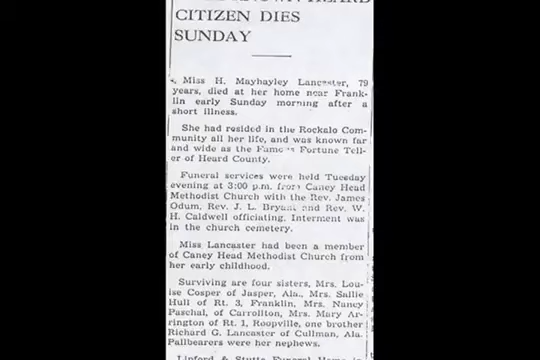 CITIZEN DIES
SUNDAY
Miss H. Mayhayley Lancaster, 79
years, died at her home near Frank-
lin early Sunday morning after a
short illness.
She had resided in the Rockalo Com-
munity all her life, and was known far
and wide as the Famous Fortune Tell-
er of Heard County.
Funeral services were held Tuesday
evening at 3:00 p.m. from Caney Head
Methodist Church with the Rev. James
Odum, Rev. J. L. Bryant and Rev. W.
H. Caldwell officiating. Interment was
in the church cemetery.
Miss Lancaster had been a member
of Caney Head Methodist Church from
her early childhood.
Surviving are four sisters, Mrs. Lou-
ise Cosper of Jasper, Ala., Mrs. Sallie
Hull of Rt. 3, Franklin, Mrs. Nancy
Paschal, of Carrollton, Mrs. Mary Ar-
rington of Rt. 1, Roopville, one brother
Richard G. Lancaster of Cullman, Ala.
Pallbearers were her nephews.